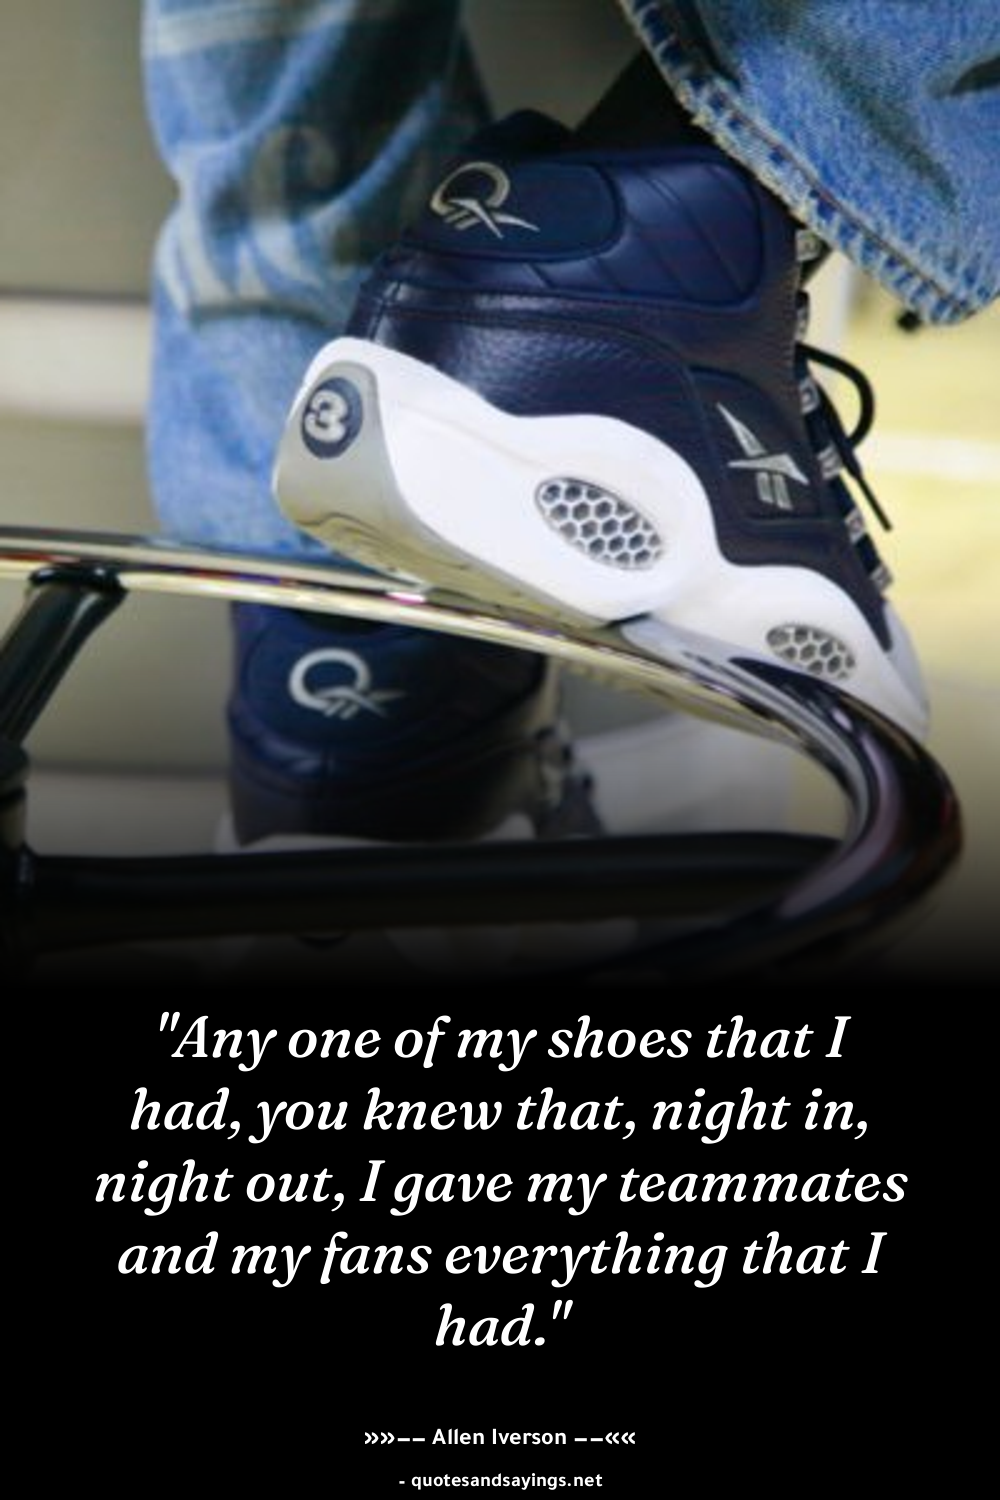 3
"Any one of my shoes that I
had, you knew that, night in,
night out, I gave my teammates
and my fans everything that I
had."
»»–– Allen Iverson ––««
- quotesandsayings.net